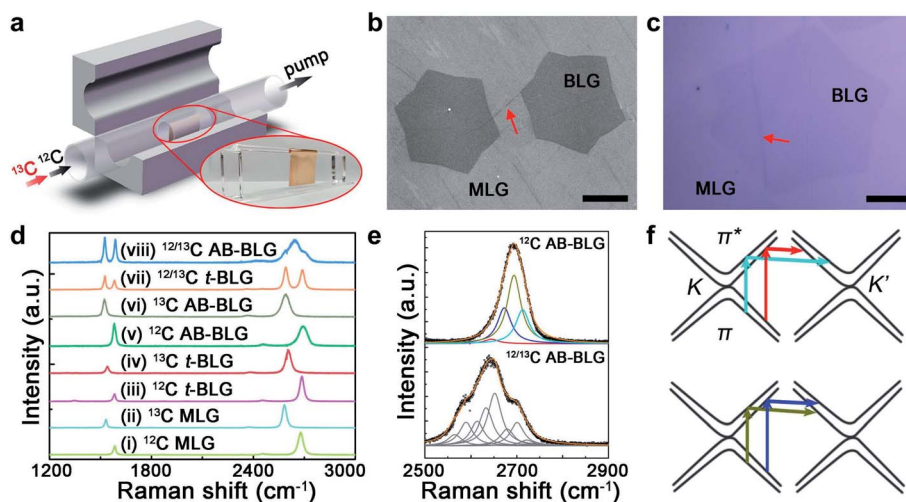 a
pump
¹³C ¹²C
b
BLG
MLG
c
BLG
MLG
d
Intensity (a.u.)
(viii) ¹²/¹³C AB-BLG
(vii) ¹²/¹³C t-BLG
(vi) ¹³C AB-BLG
(v) ¹²C AB-BLG
(iv) ¹³C t-BLG
(iii) ¹²C t-BLG
(ii) ¹³C MLG
(i) ¹²C MLG
1200 1800 2400 3000
Raman shift (cm⁻¹)
e
Intensity (a.u.)
¹²C AB-BLG
¹²/¹³C AB-BLG
2500 2700 2900
Raman shift (cm⁻¹)
f
π*
K K'
π